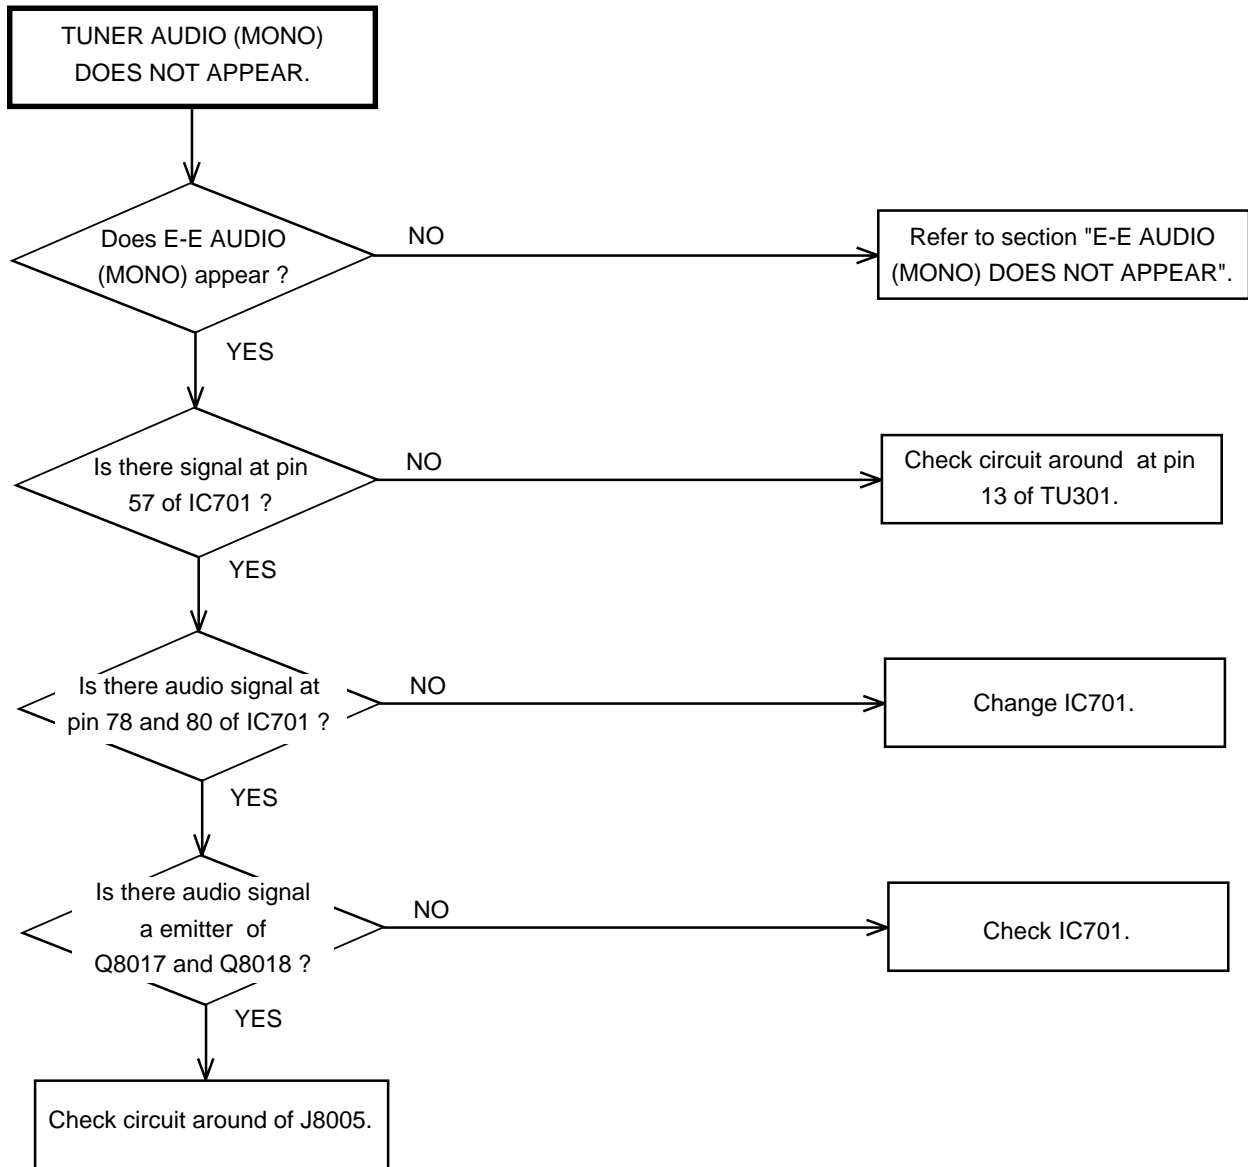 TUNER AUDIO (MONO)
DOES NOT APPEAR.
Does E-E AUDIO
(MONO) appear ?
NO
Refer to section "E-E AUDIO
(MONO) DOES NOT APPEAR".
YES
Is there signal at pin
57 of IC701 ?
NO
Check circuit around  at pin
13 of TU301.
YES
Is there audio signal at
pin 78 and 80 of IC701 ?
NO
Change IC701.
YES
Is there audio signal
a emitter  of
Q8017 and Q8018 ?
NO
Check IC701.
YES
Check circuit around of J8005.